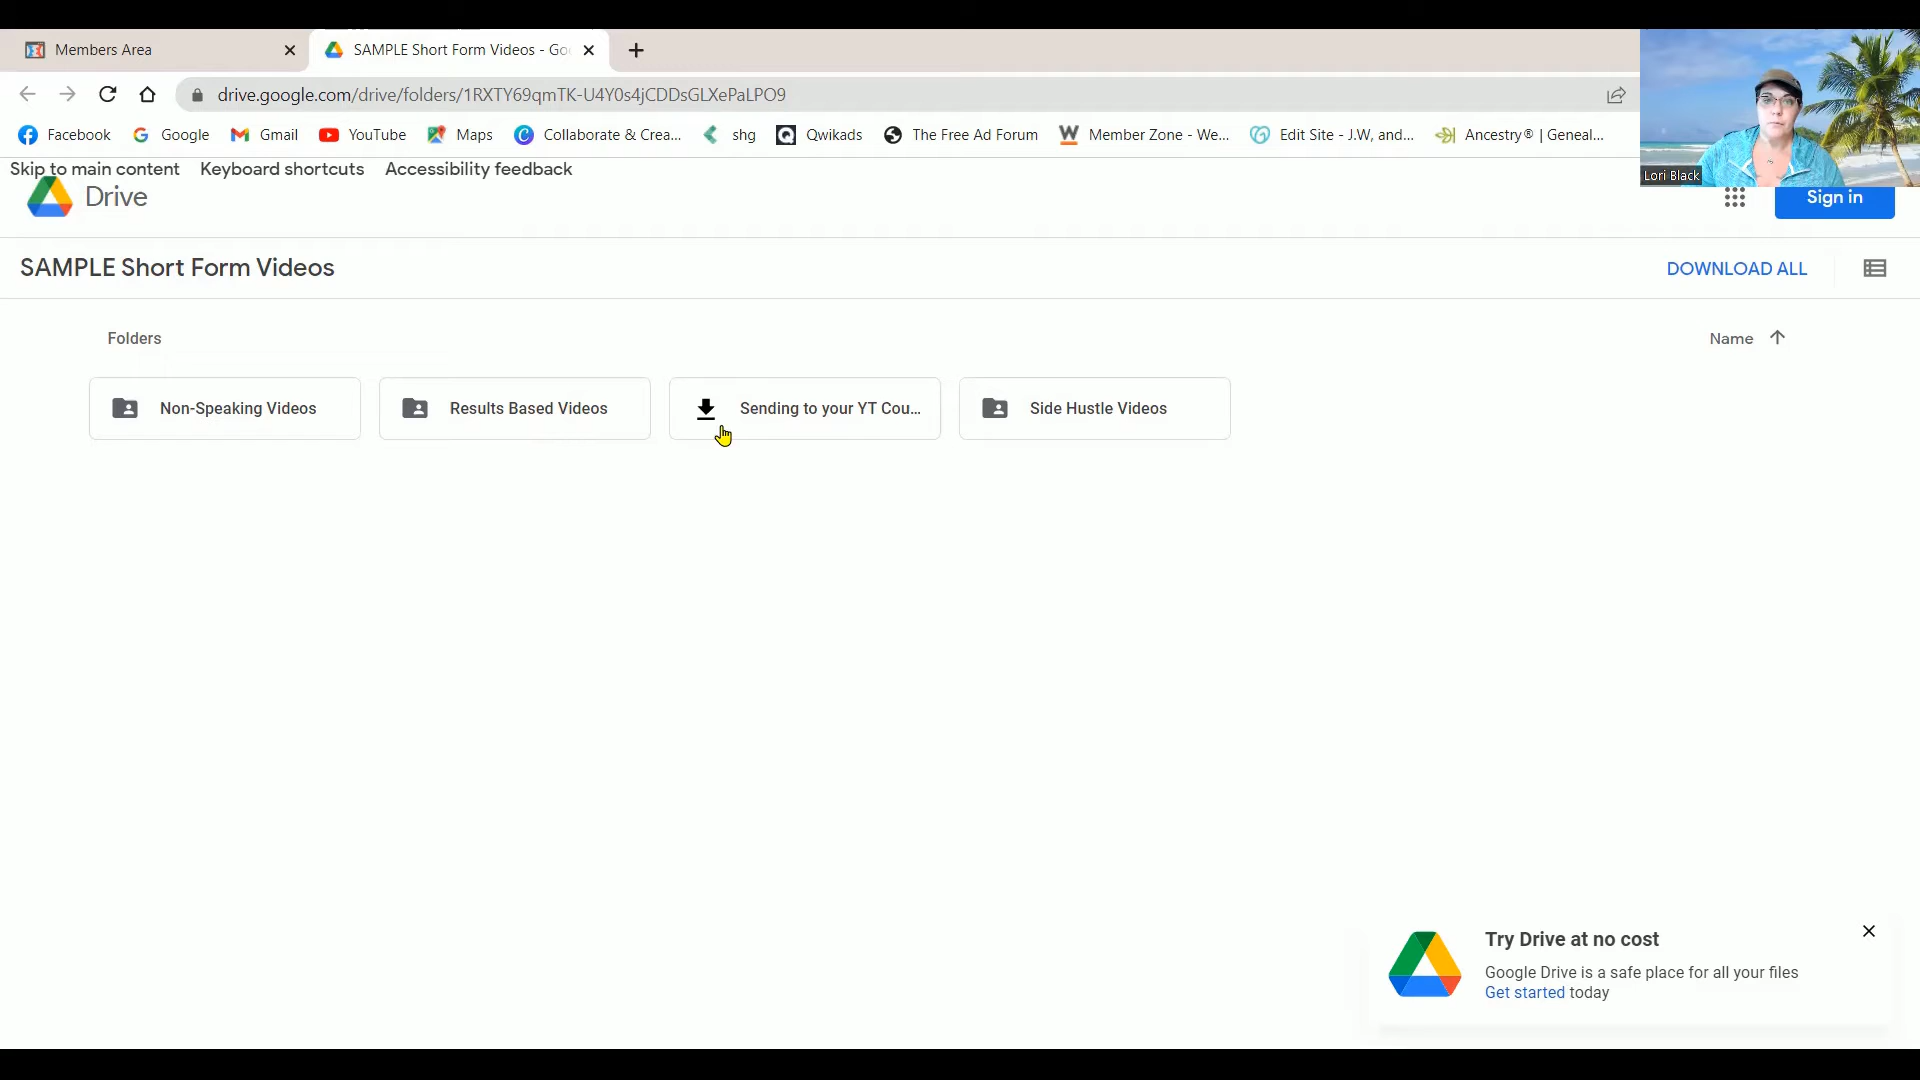 Members Area
SAMPLE Short Form Videos - Go
drive.google.com/drive/folders/1RXTY69qmTK-U4Y0s4jCDDsGLXePaLPO9
Facebook Google Gmail YouTube Maps Collaborate & Crea... shg Qwikads The Free Ad Forum Member Zone - We... Edit Site - J.W, and... Ancestry® | Geneal...
Lori Black
Skip to main content Keyboard shortcuts Accessibility feedback
Drive
Sign in
SAMPLE Short Form Videos
DOWNLOAD ALL
Folders
Name
Non-Speaking Videos
Results Based Videos
Sending to your YT Cou...
Side Hustle Videos
Try Drive at no cost
Google Drive is a safe place for all your files
Get started today